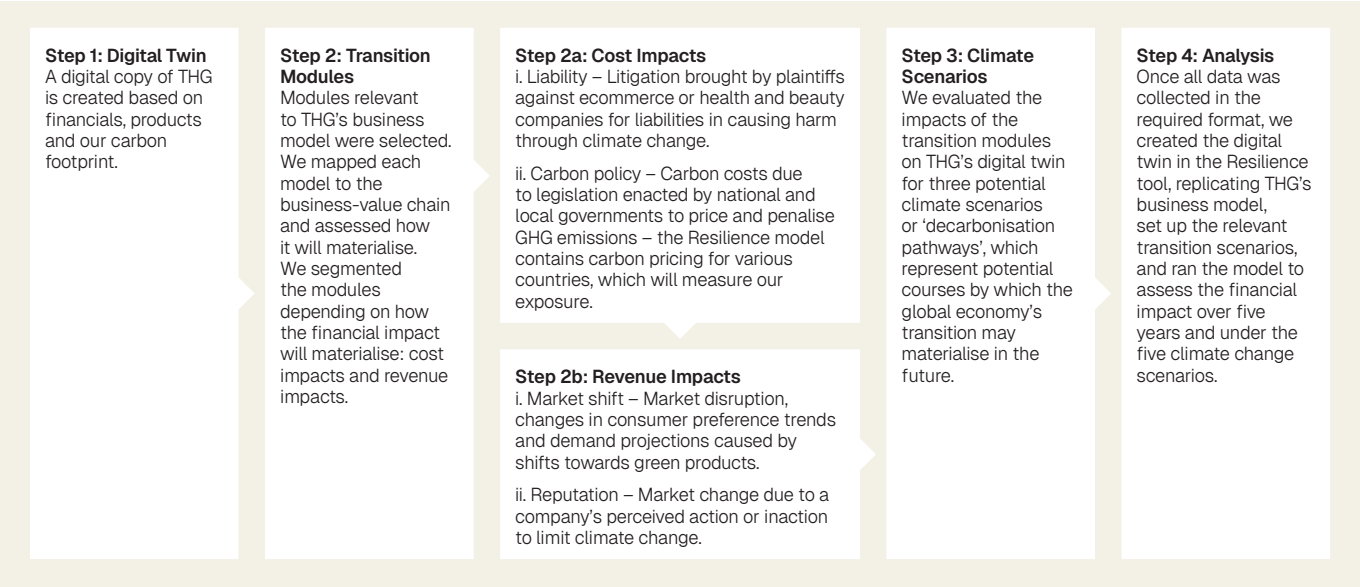 Step 1: Digital Twin
A digital copy of THG
is created based on
financials, products
and our carbon
footprint.
Step 2: Transition
Modules
Modules relevant
to THG’s business
model were selected.
We mapped each
model to the
business-value chain
and assessed how
it will materialise.
We segmented
the modules
depending on how
the financial impact
will materialise: cost
impacts and revenue
impacts.
Step 2a: Cost Impacts
i. Liability – Litigation brought by plaintiffs
against ecommerce or health and beauty
companies for liabilities in causing harm
through climate change.
ii. Carbon policy – Carbon costs due
to legislation enacted by national and
local governments to price and penalise
GHG emissions – the Resilience model
contains carbon pricing for various
countries, which will measure our
exposure.
Step 2b: Revenue Impacts
i. Market shift – Market disruption,
changes in consumer preference trends
and demand projections caused by
shifts towards green products.
ii. Reputation – Market change due to a
company’s perceived action or inaction
to limit climate change.
Step 3: Climate
Scenarios
We evaluated the
impacts of the
transition modules
on THG’s digital twin
for three potential
climate scenarios
or ‘decarbonisation
pathways’, which
represent potential
courses by which the
global economy’s
transition may
materialise in the
future.
Step 4: Analysis
Once all data was
collected in the
required format, we
created the digital
twin in the Resilience
tool, replicating THG’s
business model,
set up the relevant
transition scenarios,
and ran the model to
assess the financial
impact over five
years and under the
five climate change
scenarios.